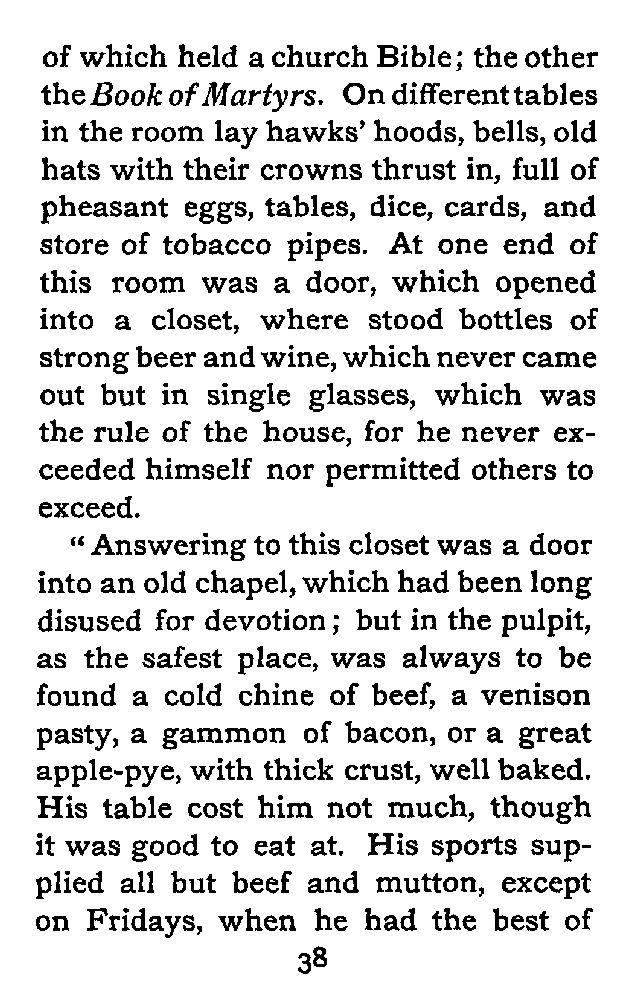 of which held a church Bible; the other
the Book of Martyrs. On different tables
in the room lay hawks’ hoods, bells, old
hats with their crowns thrust in, full of
pheasant eggs, tables, dice, cards, and
store of tobacco pipes. At one end of
this room was a door, which opened
into a closet, where stood bottles of
strong beer and wine, which never came
out but in single glasses, which was
the rule of the house, for he never ex-
ceeded himself nor permitted others to
exceed.
“Answering to this closet was a door
into an old chapel, which had been long
disused for devotion; but in the pulpit,
as the safest place, was always to be
found a cold chine of beef, a venison
pasty, a gammon of bacon, or a great
apple-pye, with thick crust, well baked.
His table cost him not much, though
it was good to eat at. His sports sup-
plied all but beef and mutton, except
on Fridays, when he had the best of
38